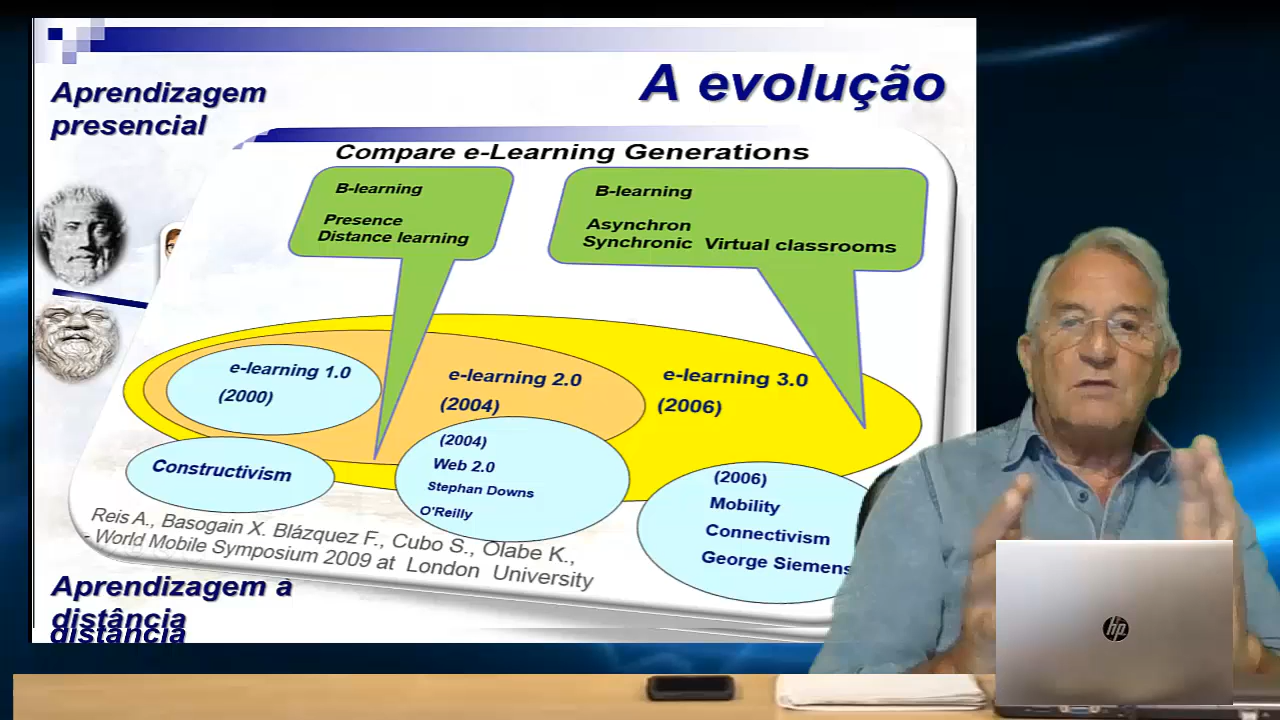 A evolução
Aprendizagem
presencial
Compare e-Learning Generations
B-learning
Presence
Distance learning
B-learning
Asynchron
Synchronic Virtual classrooms
e-learning 1.0
(2000)
e-learning 2.0
(2004)
e-learning 3.0
(2006)
Constructivism
(2004)
Web 2.0
Stephan Downs
O'Reilly
(2006)
Mobility
Connectivism
George Siemens
Reis A., Basogain X. Blázquez F., Cubo S., Olabe K.,
- World Mobile Symposium 2009 at London University
Aprendizagem à
distância
distância
hp